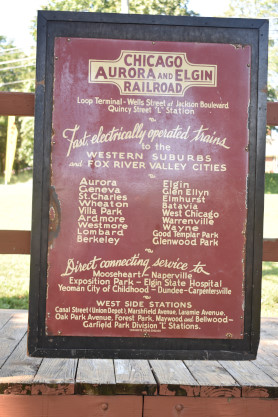 CHICAGO
AURORA AND ELGIN
RAILROAD
Loop Terminal - Wells Street at Jackson Boulevard
Quincy Street "L" Station
Fast, electrically operated trains
to the
WESTERN SUBURBS
and FOX RIVER VALLEY CITIES
Aurora
Geneva
St. Charles
Wheaton
Villa Park
Ardmore
Westmore
Lombard
Berkeley
Elgin
Glen Ellyn
Elmhurst
Batavia
West Chicago
Warrenville
Wayne
Good Templar Park
Glenwood Park
Direct connecting service to
Mooseheart - Naperville
Exposition Park - Elgin State Hospital
Yeoman City of Childhood - Dundee - Carpentersville
WEST SIDE STATIONS
Canal Street (Union Depot), Marshfield Avenue, Laramie Avenue,
Oak Park Avenue, Forest Park, Maywood and Bellwood -
Garfield Park Division "L" Stations.